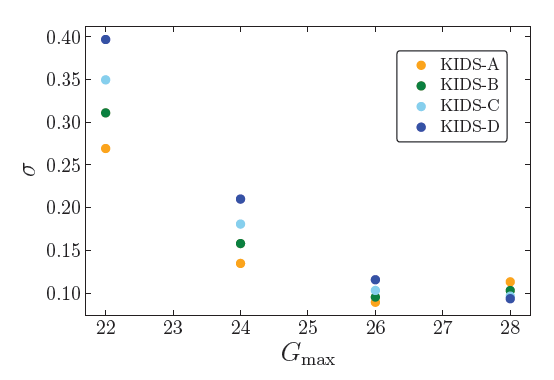 0.40
0.35
0.30
0.25
0.20
0.15
0.10
σ
22 23 24 25 26 27 28
G_max
KIDS-A
KIDS-B
KIDS-C
KIDS-D